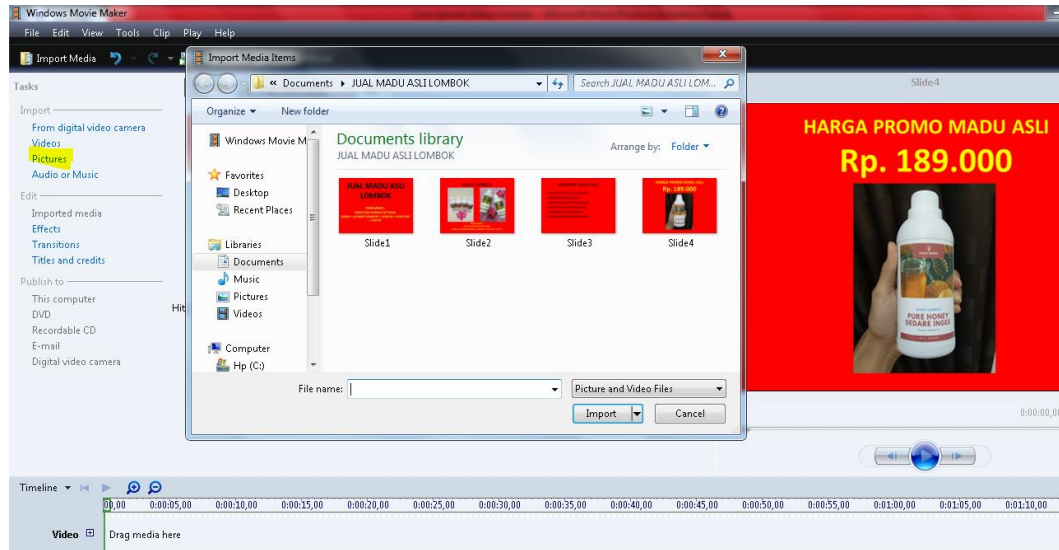 Windows Movie Maker
File Edit View Tools Clip Play Help
Import Media
Tasks
Import
From digital video camera
Videos
Pictures
Audio or Music
Edit
Imported media
Effects
Transitions
Titles and credits
Publish to
This computer
DVD
Recordable CD
E-mail
Digital video camera
Hit
Import Media Items
« Documents JUAL MADU ASLI LOMBOK
Search JUAL MADU ASLI LOM...
Organize New folder
Windows Movie M
Favorites
Desktop
Recent Places
Libraries
Documents
Music
Pictures
Videos
Computer
Hp (C:)
Documents library
JUAL MADU ASLI LOMBOK
Arrange by: Folder
JUAL MADU ASLI
LOMBOK
Rp. 189.000
Slide1 Slide2 Slide3 Slide4
File name:
Picture and Video Files
Import Cancel
Slide4
HARGA PROMO MADU ASLI
Rp. 189.000
PURE HONEY
DEDARE INGES
0:00:00,0
Timeline
00,00 0:00:05,00 0:00:10,00 0:00:15,00 0:00:20,00 0:00:25,00 0:00:30,00 0:00:35,00 0:00:40,00 0:00:45,00 0:00:50,00 0:00:55,00 0:01:00,00 0:01:05,00 0:01:10,00
Video Drag media here